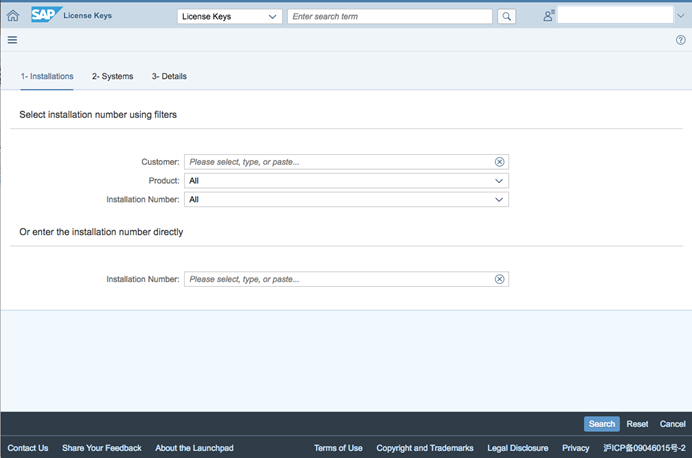 SAP License Keys License Keys Enter search term
1- Installations 2- Systems 3- Details
Select installation number using filters
Customer: Please select, type, or paste...
Product: All
Installation Number: All
Or enter the installation number directly
Installation Number: Please select, type, or paste...
Search Reset Cancel
Contact Us Share Your Feedback About the Launchpad Terms of Use Copyright and Trademarks Legal Disclosure Privacy 沪ICP备09046015号-2